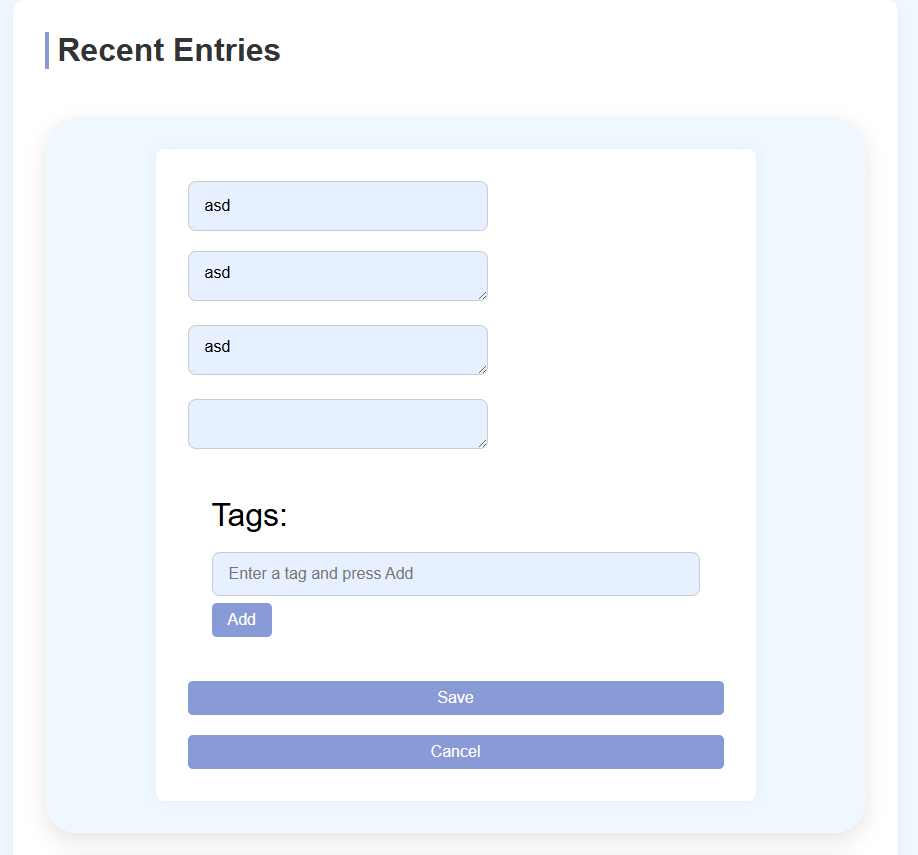 Recent Entries
asd
asd
asd
Tags:
Enter a tag and press Add
Add
Save
Cancel